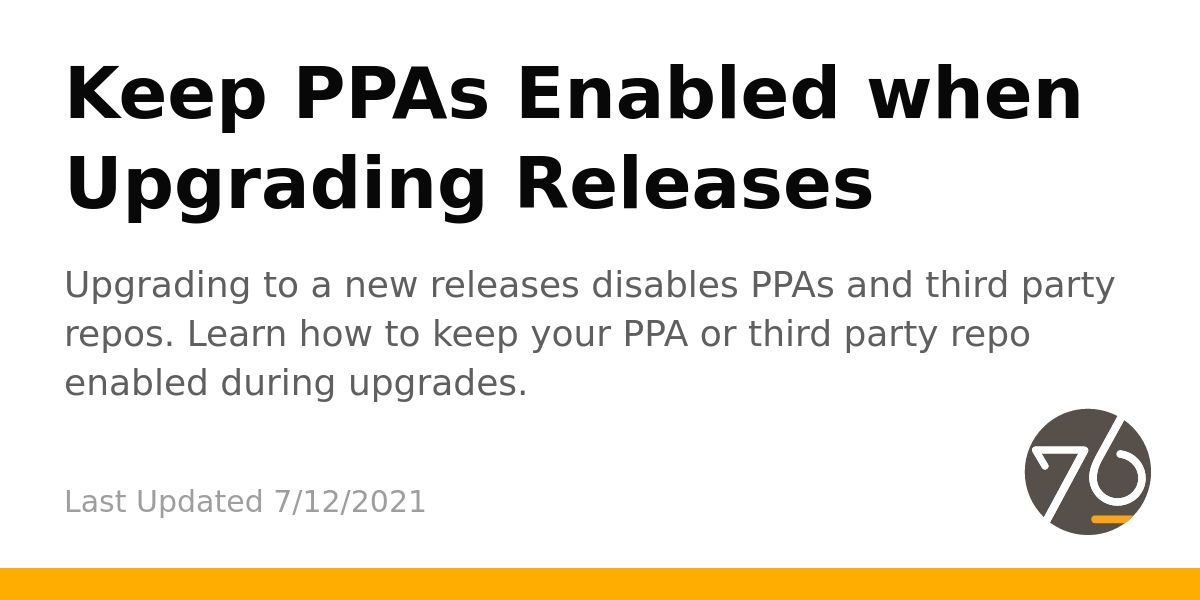 Keep PPAs Enabled when
Upgrading Releases
Upgrading to a new releases disables PPAs and third party
repos. Learn how to keep your PPA or third party repo
enabled during upgrades.
Last Updated 7/12/2021
76